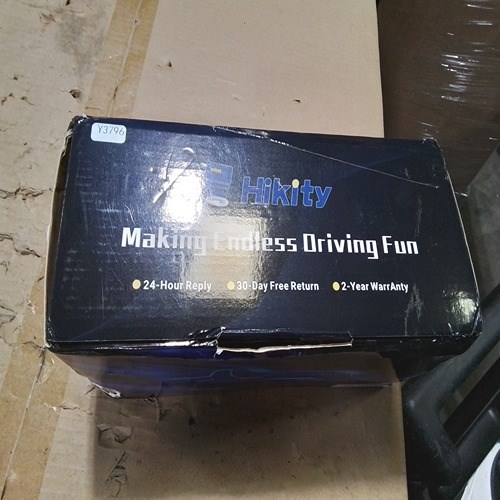 Y3796
Hikity
Making Endless Driving Fun
24-Hour Reply 30-Day Free Return 2-Year WarrAnty